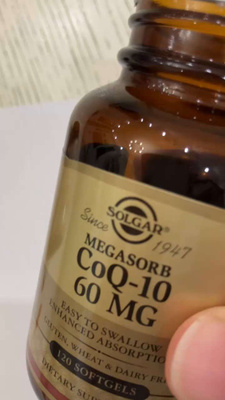 SOLGAR®
Since 1947
MEGASORB
CoQ-10
60 MG
EASY TO SWALLOW
ENHANCED ABSORPTION
GLUTEN, WHEAT & DAIRY FREE
120 SOFTGELS
DIETARY